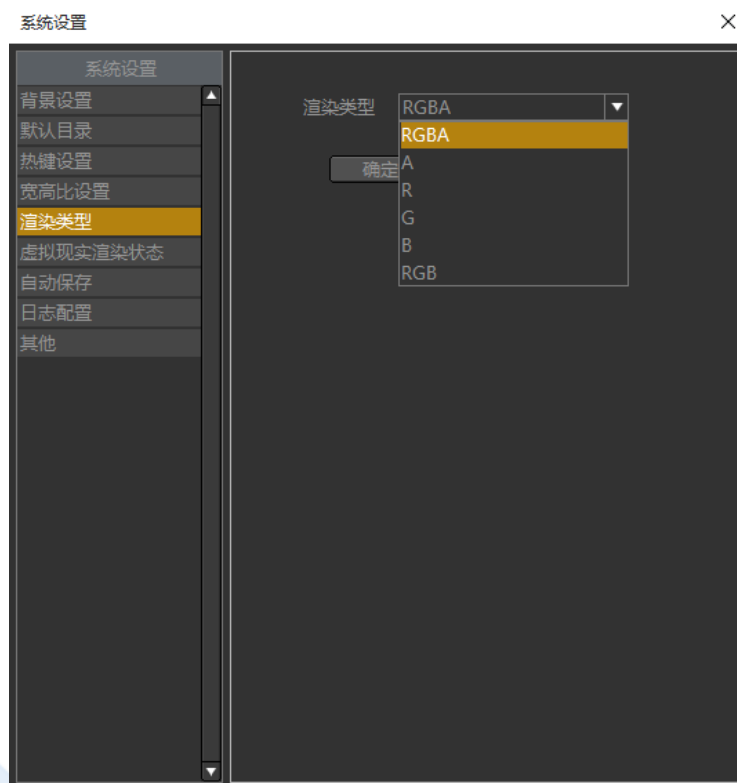 系统设置
系统设置
背景设置
默认目录
热键设置
宽高比设置
渲染类型
虚拟现实渲染状态
自动保存
日志配置
其他
渲染类型 RGBA
RGBA
确定
A
R
G
B
RGB